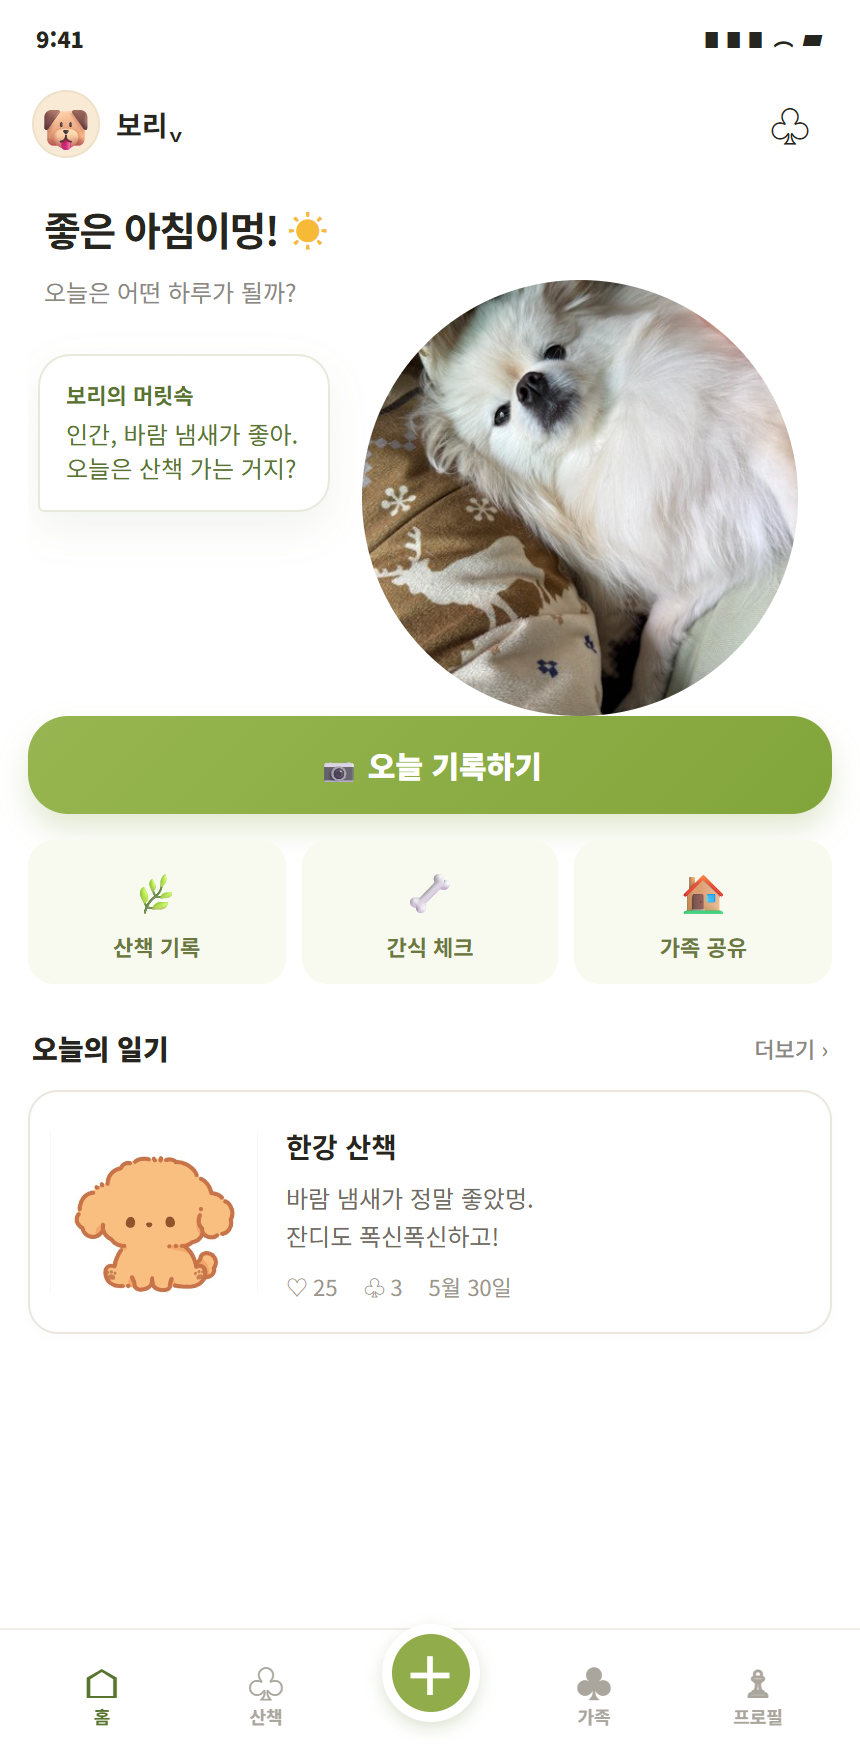 9:41
보리
좋은 아침이멍!
오늘은 어떤 하루가 될까?
보리의 머릿속
인간, 바람 냄새가 좋아.
오늘은 산책 가는 거지?
오늘 기록하기
산책 기록
간식 체크
가족 공유
오늘의 일기
더보기 ›
한강 산책
바람 냄새가 정말 좋았멍.
잔디도 폭신폭신하고!
♡ 25 ♧ 3 5월 30일
홈
산책
가족
프로필